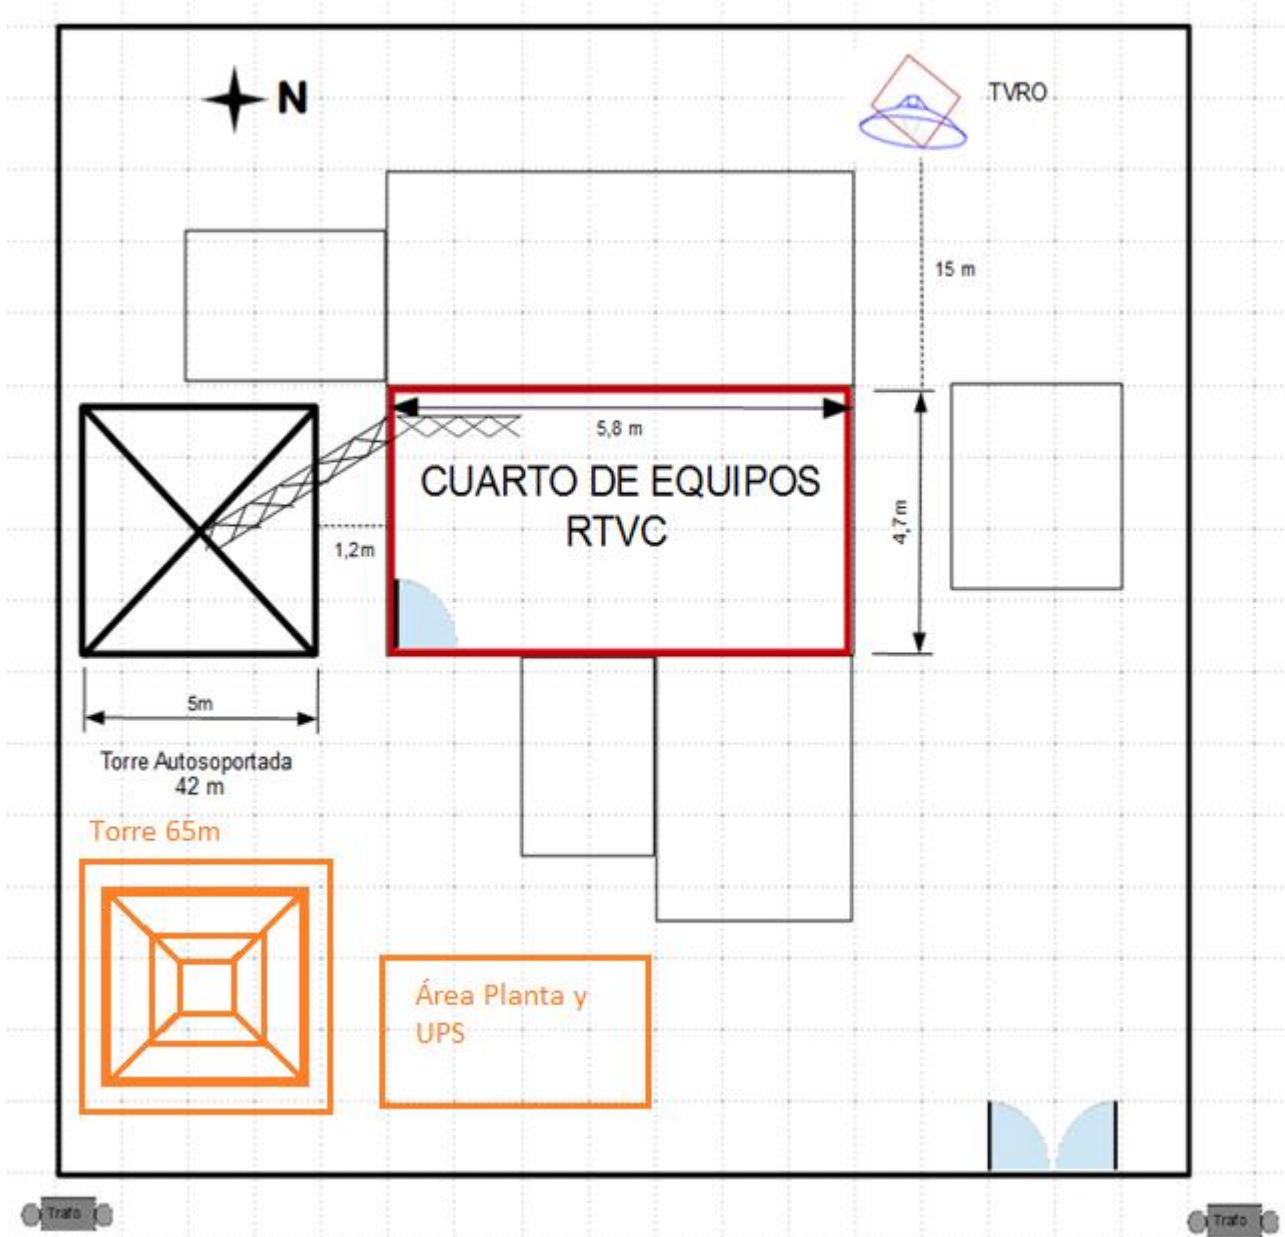 N
TVRO
15 m
5,8 m
CUARTO DE EQUIPOS
RTVC
4,7m
1,2m
5m
Torre Autosoportada
42 m
Torre 65m
Área Planta y
UPS
Trafo
Trafo